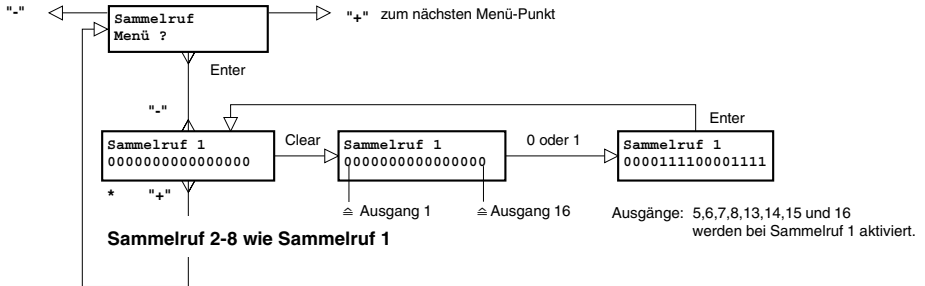 "-"
Sammelruf
Menü ?
"+" zum nächsten Menü-Punkt
Enter
"-"
Enter
Sammelruf 1
0000000000000000
Clear
Sammelruf 1
0000000000000000
0 oder 1
Sammelruf 1
0000111100001111
* "+"
≙ Ausgang 1
≙ Ausgang 16
Ausgänge: 5,6,7,8,13,14,15 und 16
werden bei Sammelruf 1 aktiviert.
Sammelruf 2-8 wie Sammelruf 1